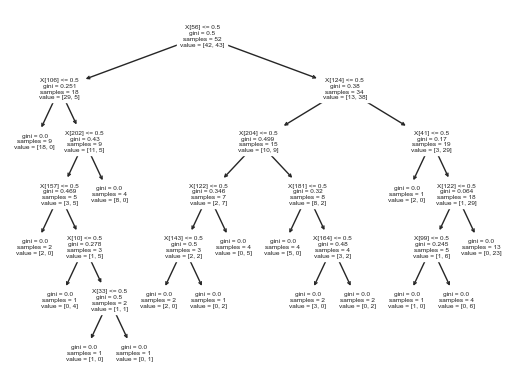 X[56] <= 0.5
gini = 0.5
samples = 52
value = [42, 43]
X[106] <= 0.5
gini = 0.251
samples = 18
value = [29, 5]
X[124] <= 0.5
gini = 0.38
samples = 34
value = [13, 38]
gini = 0.0
samples = 9
value = [18, 0]
X[202] <= 0.5
gini = 0.43
samples = 9
value = [11, 5]
X[204] <= 0.5
gini = 0.499
samples = 15
value = [10, 9]
X[41] <= 0.5
gini = 0.17
samples = 19
value = [3, 29]
X[157] <= 0.5
gini = 0.469
samples = 5
value = [3, 5]
gini = 0.0
samples = 4
value = [8, 0]
X[122] <= 0.5
gini = 0.346
samples = 7
value = [2, 7]
X[181] <= 0.5
gini = 0.32
samples = 8
value = [8, 2]
gini = 0.0
samples = 1
value = [2, 0]
X[122] <= 0.5
gini = 0.064
samples = 18
value = [1, 29]
gini = 0.0
samples = 2
value = [2, 0]
X[10] <= 0.5
gini = 0.278
samples = 3
value = [1, 5]
X[143] <= 0.5
gini = 0.5
samples = 3
value = [2, 2]
gini = 0.0
samples = 4
value = [0, 5]
gini = 0.0
samples = 4
value = [5, 0]
X[164] <= 0.5
gini = 0.48
samples = 4
value = [3, 2]
X[99] <= 0.5
gini = 0.245
samples = 5
value = [1, 6]
gini = 0.0
samples = 13
value = [0, 23]
gini = 0.0
samples = 1
value = [0, 4]
X[33] <= 0.5
gini = 0.5
samples = 2
value = [1, 1]
gini = 0.0
samples = 2
value = [2, 0]
gini = 0.0
samples = 1
value = [0, 2]
gini = 0.0
samples = 2
value = [3, 0]
gini = 0.0
samples = 2
value = [0, 2]
gini = 0.0
samples = 1
value = [1, 0]
gini = 0.0
samples = 4
value = [0, 6]
gini = 0.0
samples = 1
value = [1, 0]
gini = 0.0
samples = 1
value = [0, 1]